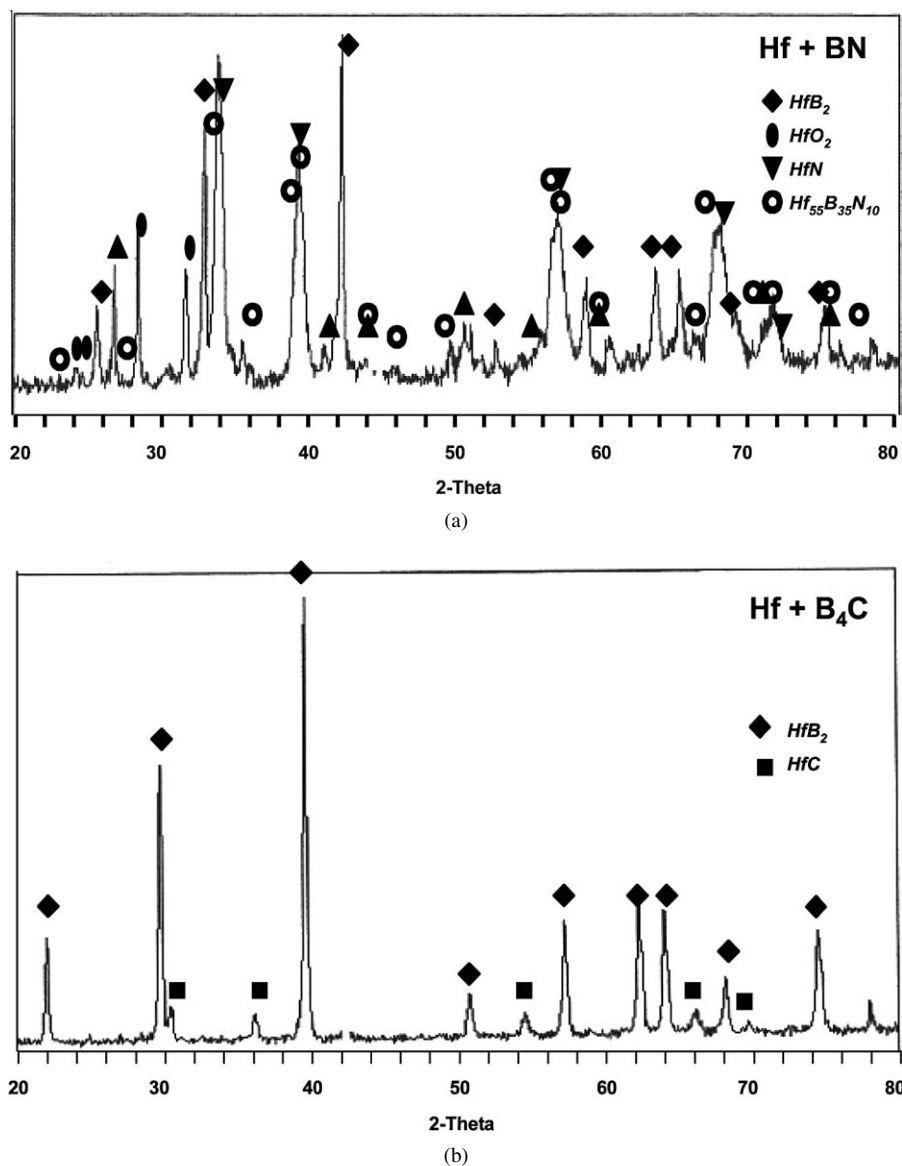 Hf + BN
HfB₂
HfO₂
HfN
Hf₅₅B₃₅N₁₀
20 30 40 50 60 70 80
2-Theta
(a)
Hf + B₄C
HfB₂
HfC
20 30 40 50 60 70 80
2-Theta
(b)